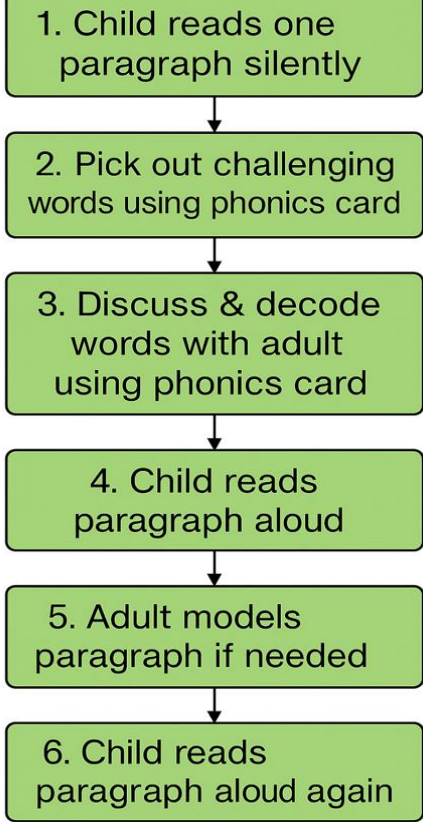 1. Child reads one
paragraph silently
2. Pick out challenging
words using phonics card
3. Discuss & decode
words with adult
using phonics card
4. Child reads
paragraph aloud
5. Adult models
paragraph if needed
6. Child reads
paragraph aloud again